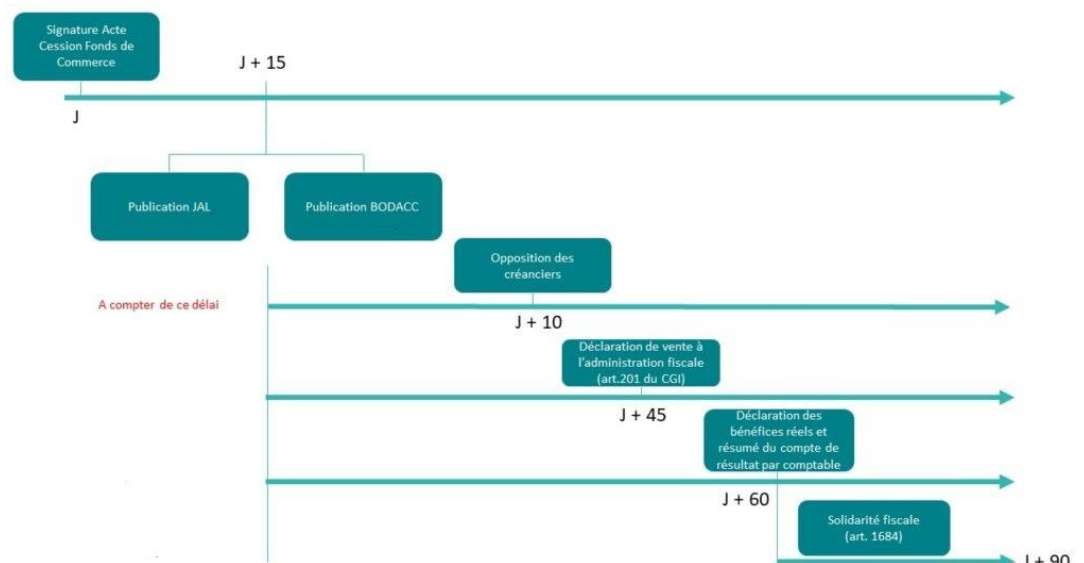 Signature Acte
Cession Fonds de
Commerce
J + 15
J
Publication JAL
Publication BODACC
Opposition des
créanciers
A compter de ce délai
J + 10
Déclaration de vente à
l'administration fiscale
(art.201 du CGI)
J + 45
Déclaration des
bénéfices réels et
résumé du compte de
résultat par comptable
J + 60
Solidarité fiscale
(art. 1684)
J + 90